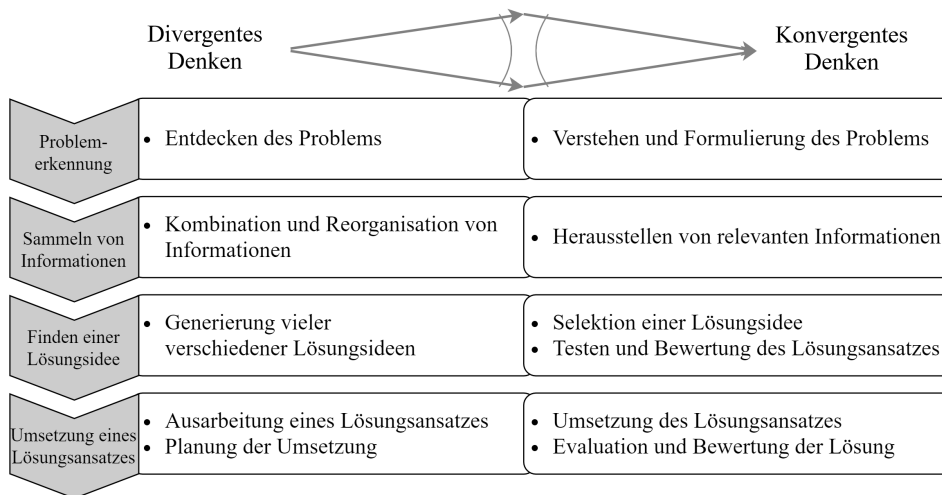 Divergentes
Denken
Konvergentes
Denken
Problem-
erkennung
• Entdecken des Problems
• Verstehen und Formulierung des Problems
Sammeln von
Informationen
• Kombination und Reorganisation von
Informationen
• Herausstellen von relevanten Informationen
Finden einer
Lösungsidee
• Generierung vieler
verschiedener Lösungsideen
• Selektion einer Lösungsidee
• Testen und Bewertung des Lösungsansatzes
Umsetzung eines
Lösungsansatzes
• Ausarbeitung eines Lösungsansatzes
• Planung der Umsetzung
• Umsetzung des Lösungsansatzes
• Evaluation und Bewertung der Lösung